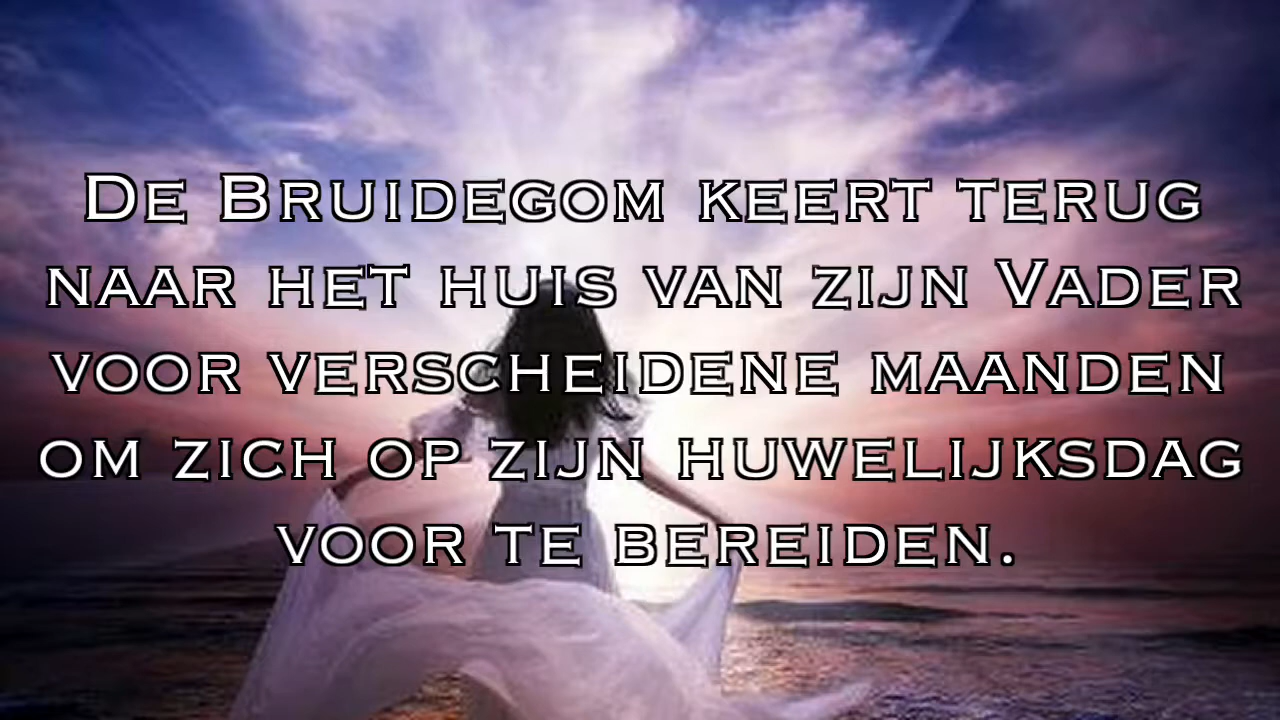 De Bruidegom keert terug
naar het huis van zijn Vader
voor verscheidene maanden
om zich op zijn huwelijksdag
voor te bereiden.